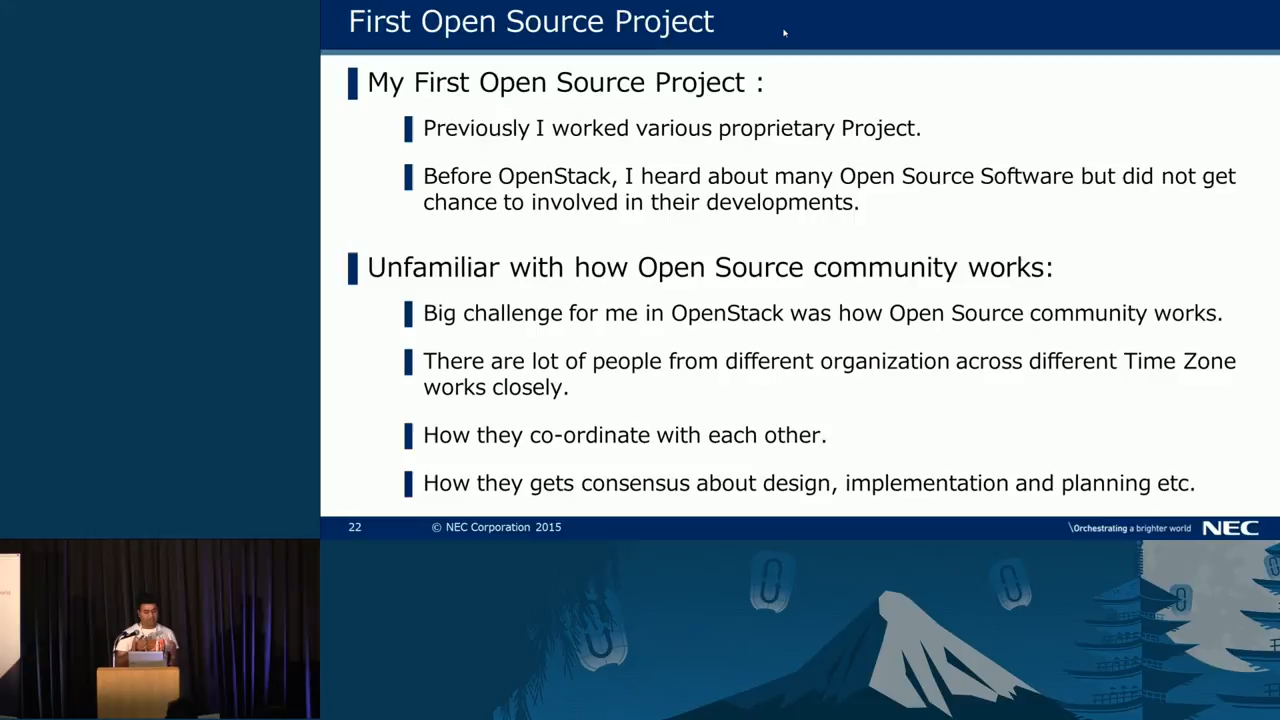 First Open Source Project
My First Open Source Project :
Previously I worked various proprietary Project.
Before OpenStack, I heard about many Open Source Software but did not get
chance to involved in their developments.
Unfamiliar with how Open Source community works:
Big challenge for me in OpenStack was how Open Source community works.
There are lot of people from different organization across different Time Zone
works closely.
How they co-ordinate with each other.
How they gets consensus about design, implementation and planning etc.
22 © NEC Corporation 2015
\Orchestrating a brighter world NEC